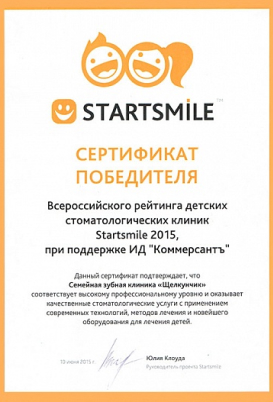 STARTSMILE
СЕРТИФИКАТ
ПОБЕДИТЕЛЯ
Всероссийского рейтинга детских
стоматологических клиник
Startsmile 2015,
при поддержке ИД "Коммерсантъ"
Данный сертификат подтверждает, что
Семейная зубная клиника «Щелкунчик»
соответствует высокому профессиональному уровню и оказывает
качественные стоматологические услуги с применением
современных технологий, методов лечения и новейшего
оборудования для лечения детей.
Юлия Клоуда
июня 2015 г.
Руководитель проекта Startsmile